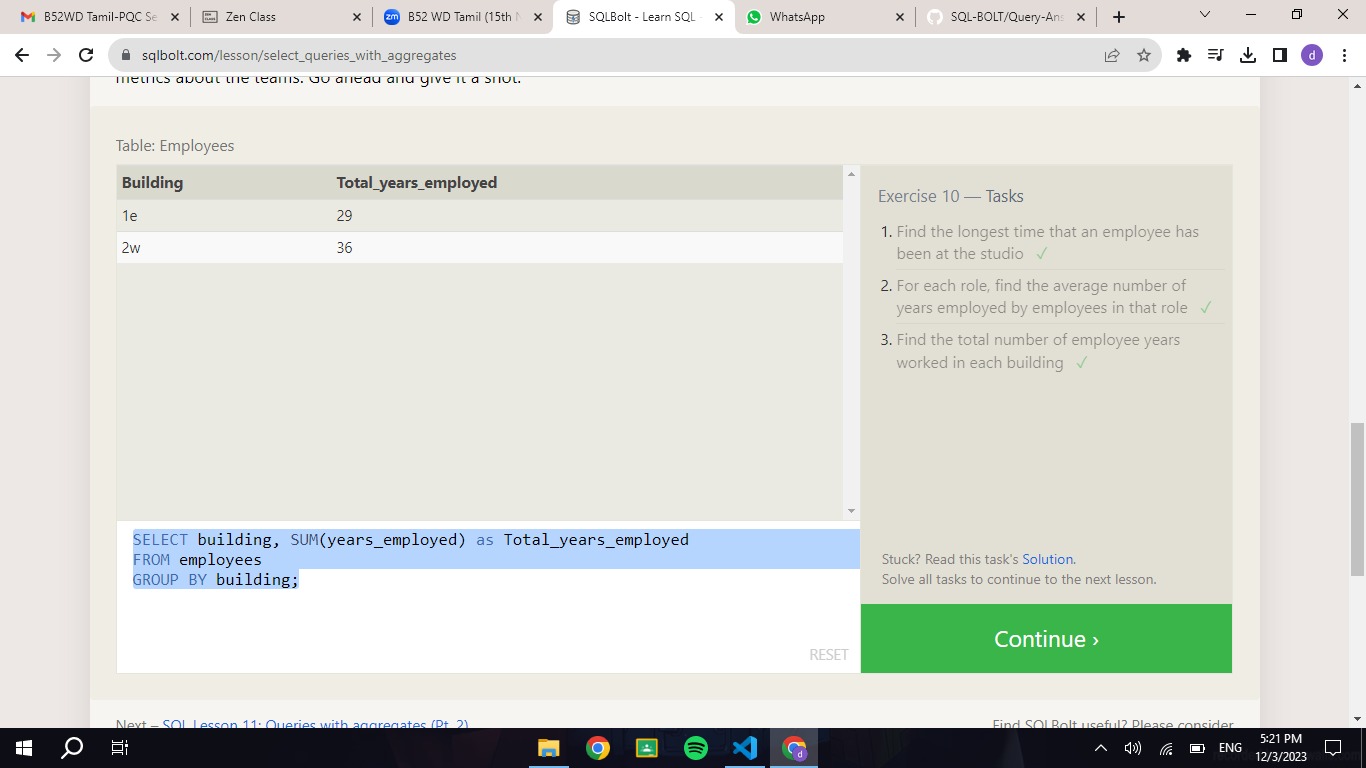 B52WD Tamil-PQC Se
Zen Class
B52 WD Tamil (15th N
SQLBolt - Learn SQL -
WhatsApp
SQL-BOLT/Query-Ans
sqlbolt.com/lesson/select_queries_with_aggregates
d
metrics about the teams. Go ahead and give it a shot.
Table: Employees
Building Total_years_employed
1e 29
2w 36
Exercise 10 — Tasks
1. Find the longest time that an employee has
been at the studio ✓
2. For each role, find the average number of
years employed by employees in that role ✓
3. Find the total number of employee years
worked in each building ✓
SELECT building, SUM(years_employed) as Total_years_employed
FROM employees
GROUP BY building;
RESET
Stuck? Read this task's Solution.
Solve all tasks to continue to the next lesson.
Continue ›
Next – SQL Lesson 11: Queries with aggregates (Pt. 2)
Find SQLBolt useful? Please consider
ENG
5:21 PM
12/3/2023